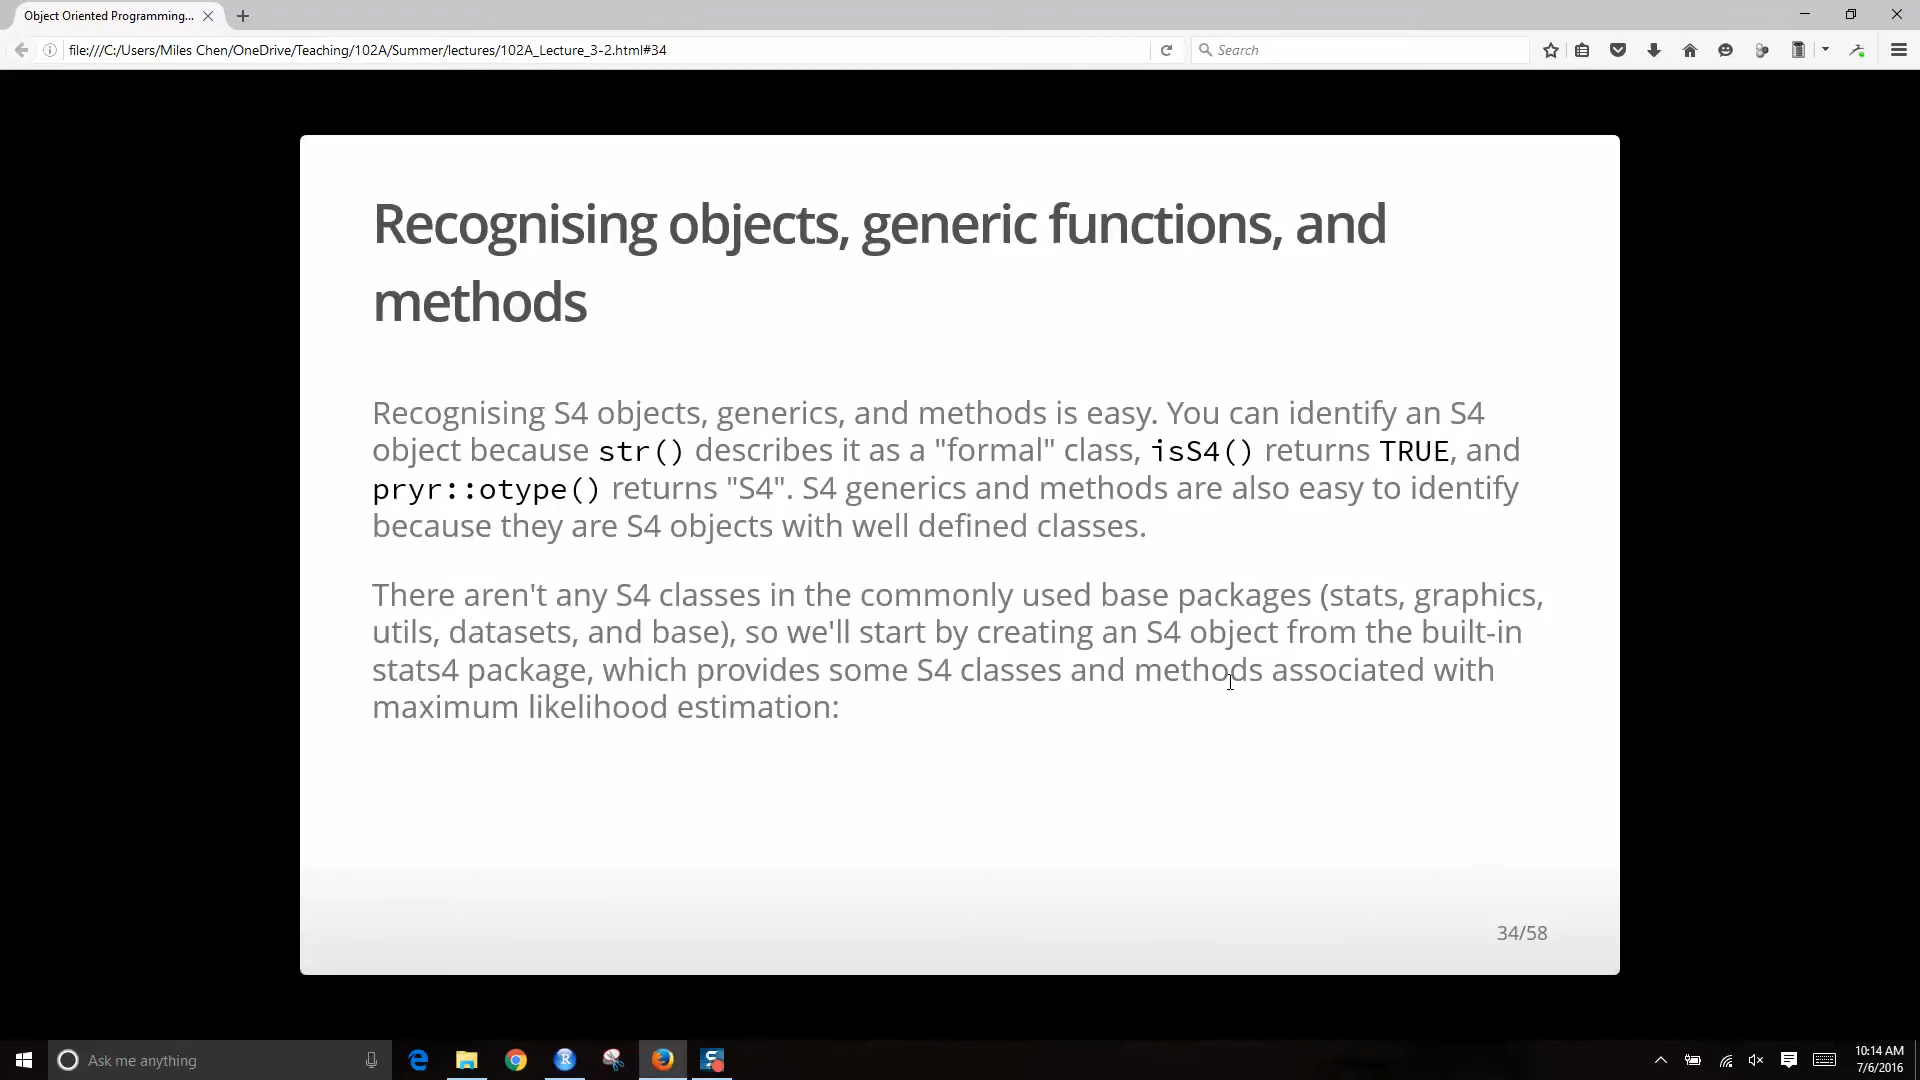 Object Oriented Programming...
file:///C:/Users/Miles Chen/OneDrive/Teaching/102A/Summer/lectures/102A_Lecture_3-2.html#34
Search
Recognising objects, generic functions, and
methods
Recognising S4 objects, generics, and methods is easy. You can identify an S4
object because str() describes it as a "formal" class, isS4() returns TRUE, and
pryr::otype() returns "S4". S4 generics and methods are also easy to identify
because they are S4 objects with well defined classes.
There aren't any S4 classes in the commonly used base packages (stats, graphics,
utils, datasets, and base), so we'll start by creating an S4 object from the built-in
stats4 package, which provides some S4 classes and methods associated with
maximum likelihood estimation:
34/58
Ask me anything
10:14 AM
7/6/2016